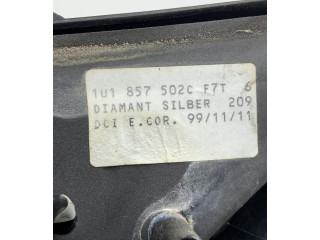 1U1 857 502C F7T 6
DIAMANT SILBER 209
DCI E.COR. 99/11/11